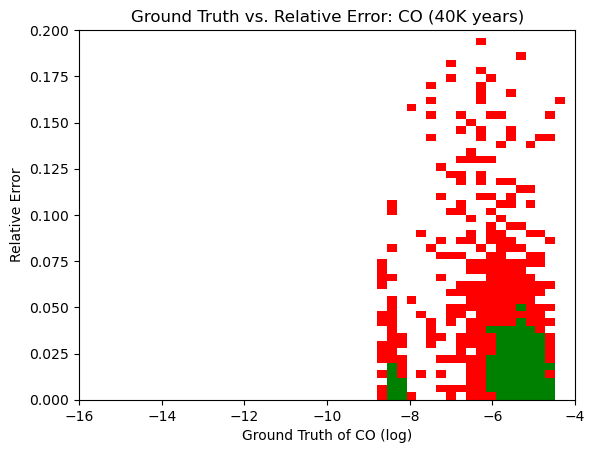 Ground Truth vs. Relative Error: CO (40K years)
0.200
0.175
0.150
0.125
0.100
0.075
0.050
0.025
0.000
Relative Error
−16 −14 −12 −10 −8 −6 −4
Ground Truth of CO (log)